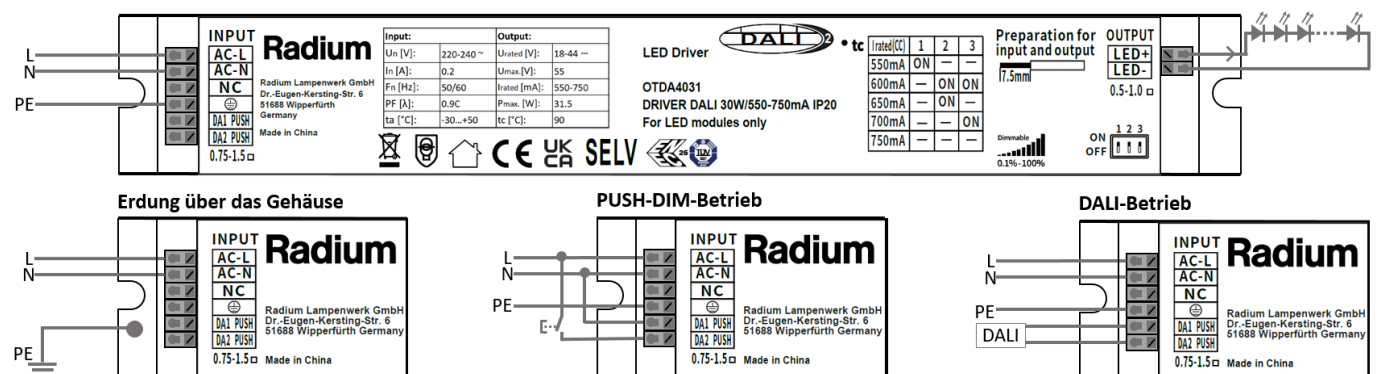 L
N
PE
INPUT
AC-L
AC-N
NC
DA1 PUSH
DA2 PUSH
0.75-1.5
Radium
Radium Lampenwerk GmbH
Dr.-Eugen-Kersting-Str. 6
51688 Wipperfürth
Germany
Made in China
Input: Output:
Un [V]: 220-240 ~ Urated [V]: 18-44
In [A]: 0.2 Umax.[V]: 55
Fn [Hz]: 50/60 Irated [mA]: 550-750
PF [λ]: 0.9C Pmax. [W]: 31.5
ta [°C]: -30...+50 tc [°C]: 90
CE UK CA SELV
25
TÜV
LED Driver
DALI 2
• tc
OTDA4031
DRIVER DALI 30W/550-750mA IP20
For LED modules only
Irated(CC) 1 2 3
550mA ON — —
600mA — ON ON
650mA — ON —
700mA — — ON
750mA — — —
Preparation for
input and output
7.5mm
Dimmable
0.1%-100%
OUTPUT
LED+
LED-
0.5-1.0
1 2 3
ON
OFF
Erdung über das Gehäuse
L
N
PE
INPUT
AC-L
AC-N
NC
DA1 PUSH
DA2 PUSH
0.75-1.5
Radium
Radium Lampenwerk GmbH
Dr.-Eugen-Kersting-Str. 6
51688 Wipperfürth Germany
Made in China
PUSH-DIM-Betrieb
L
N
PE
INPUT
AC-L
AC-N
NC
DA1 PUSH
DA2 PUSH
0.75-1.5
Radium
Radium Lampenwerk GmbH
Dr.-Eugen-Kersting-Str. 6
51688 Wipperfürth Germany
Made in China
DALI-Betrieb
L
N
PE
DALI
INPUT
AC-L
AC-N
NC
DA1 PUSH
DA2 PUSH
0.75-1.5
Radium
Radium Lampenwerk GmbH
Dr.-Eugen-Kersting-Str. 6
51688 Wipperfürth Germany
Made in China